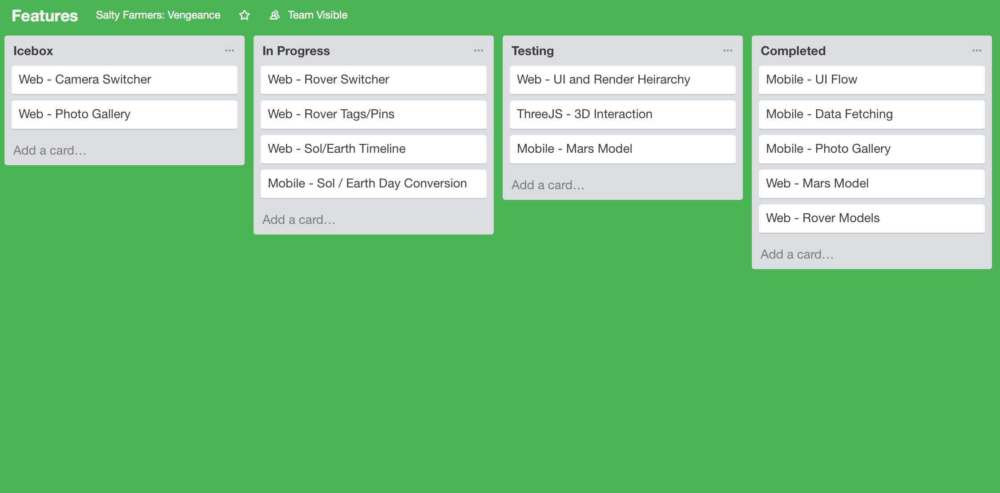 Features Salty Farmers: Vengeance Team Visible
Icebox
Web - Camera Switcher
Web - Photo Gallery
Add a card…
In Progress
Web - Rover Switcher
Web - Rover Tags/Pins
Web - Sol/Earth Timeline
Mobile - Sol / Earth Day Conversion
Add a card…
Testing
Web - UI and Render Heirarchy
ThreeJS - 3D Interaction
Mobile - Mars Model
Add a card…
Completed
Mobile - UI Flow
Mobile - Data Fetching
Mobile - Photo Gallery
Web - Mars Model
Web - Rover Models
Add a card…